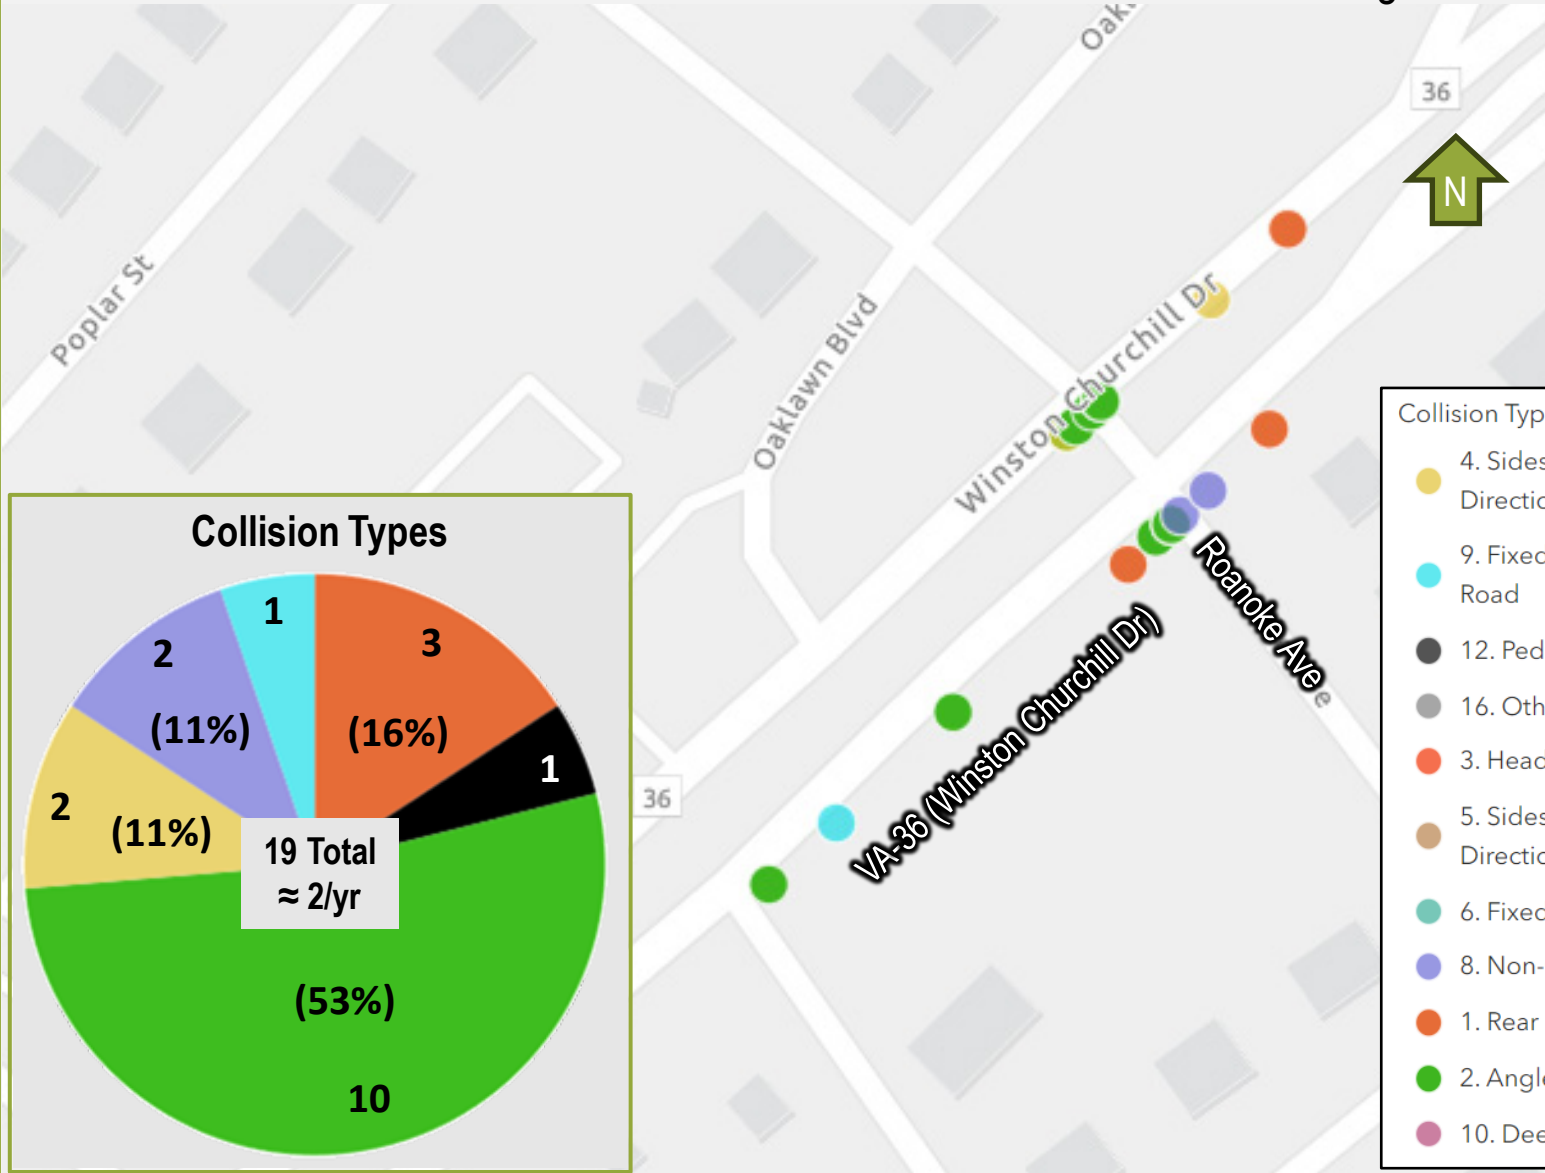 Oakl
36
N
Poplar St
Oaklawn Blvd
Winston Churchill Dr
Collision Typ
4. Sides
Directio
9. Fixed
Road
12. Ped
16. Oth
3. Head
5. Sides
Directio
6. Fixed
8. Non-
1. Rear
2. Angle
10. Dee
Roanoke Ave
e
VA-36 (Winston Churchill Dr)
36
Collision Types
1
3
2
(11%)
(16%)
1
2
(11%)
19 Total
≈ 2/yr
(53%)
10